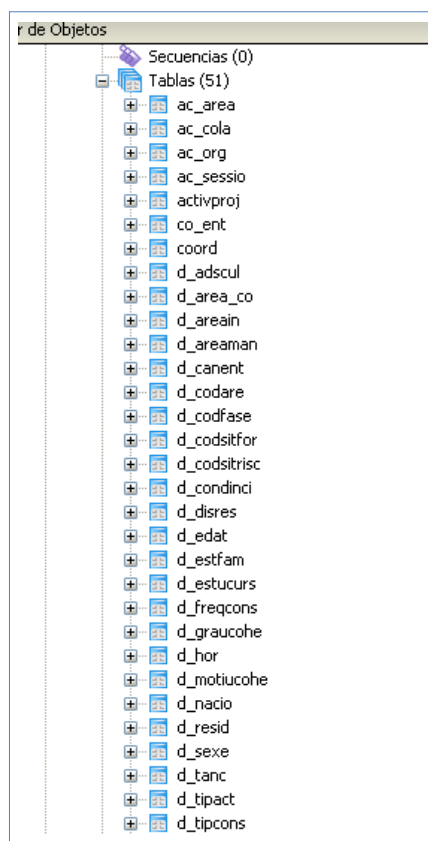 r de Objetos
Secuencias (0)
Tablas (51)
ac_area
ac_cola
ac_org
ac_sessio
activproj
co_ent
coord
d_adscul
d_area_co
d_areain
d_areaman
d_canent
d_codare
d_codfase
d_codsitfor
d_codsitrisc
d_condinci
d_disres
d_edat
d_estfam
d_estucurs
d_freqcons
d_graucohe
d_hor
d_motiucohe
d_nacio
d_resid
d_sexe
d_tanc
d_tipact
d_tipcons